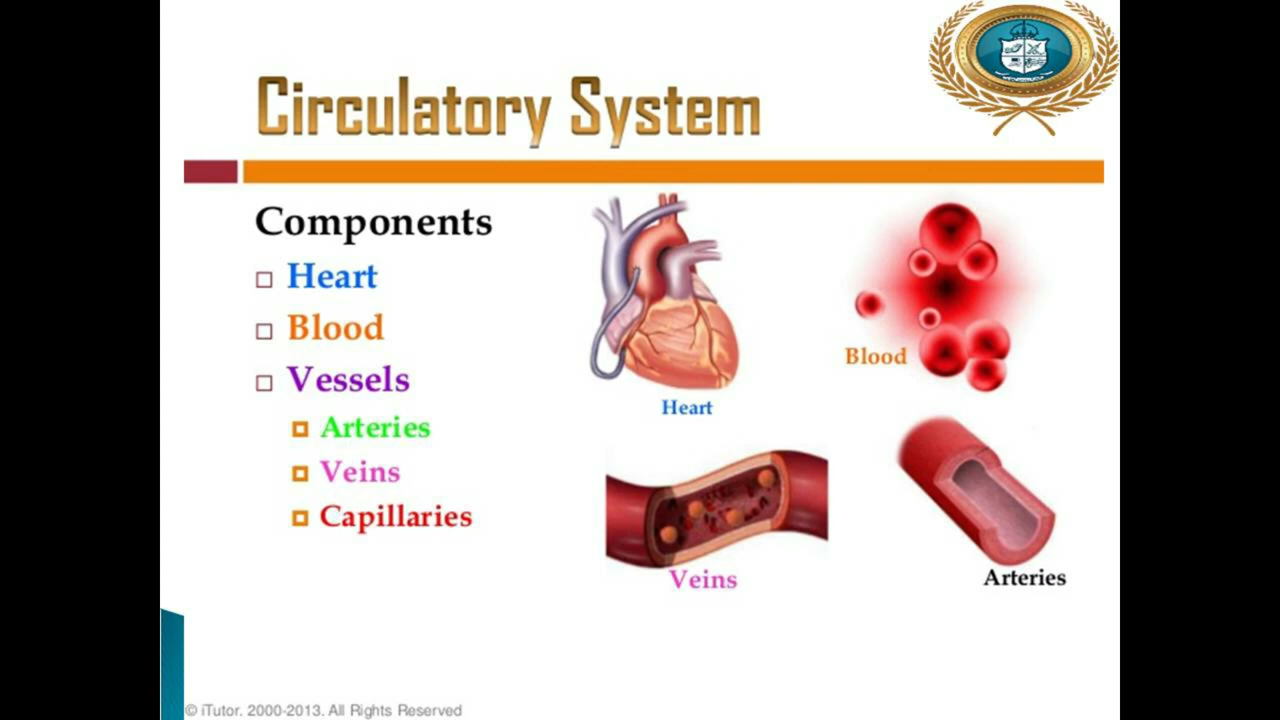 Circulatory System
Components
Heart
Blood
Vessels
Arteries
Veins
Capillaries
Heart
Blood
Veins
Arteries
© iTutor. 2000-2013. All Rights Reserved